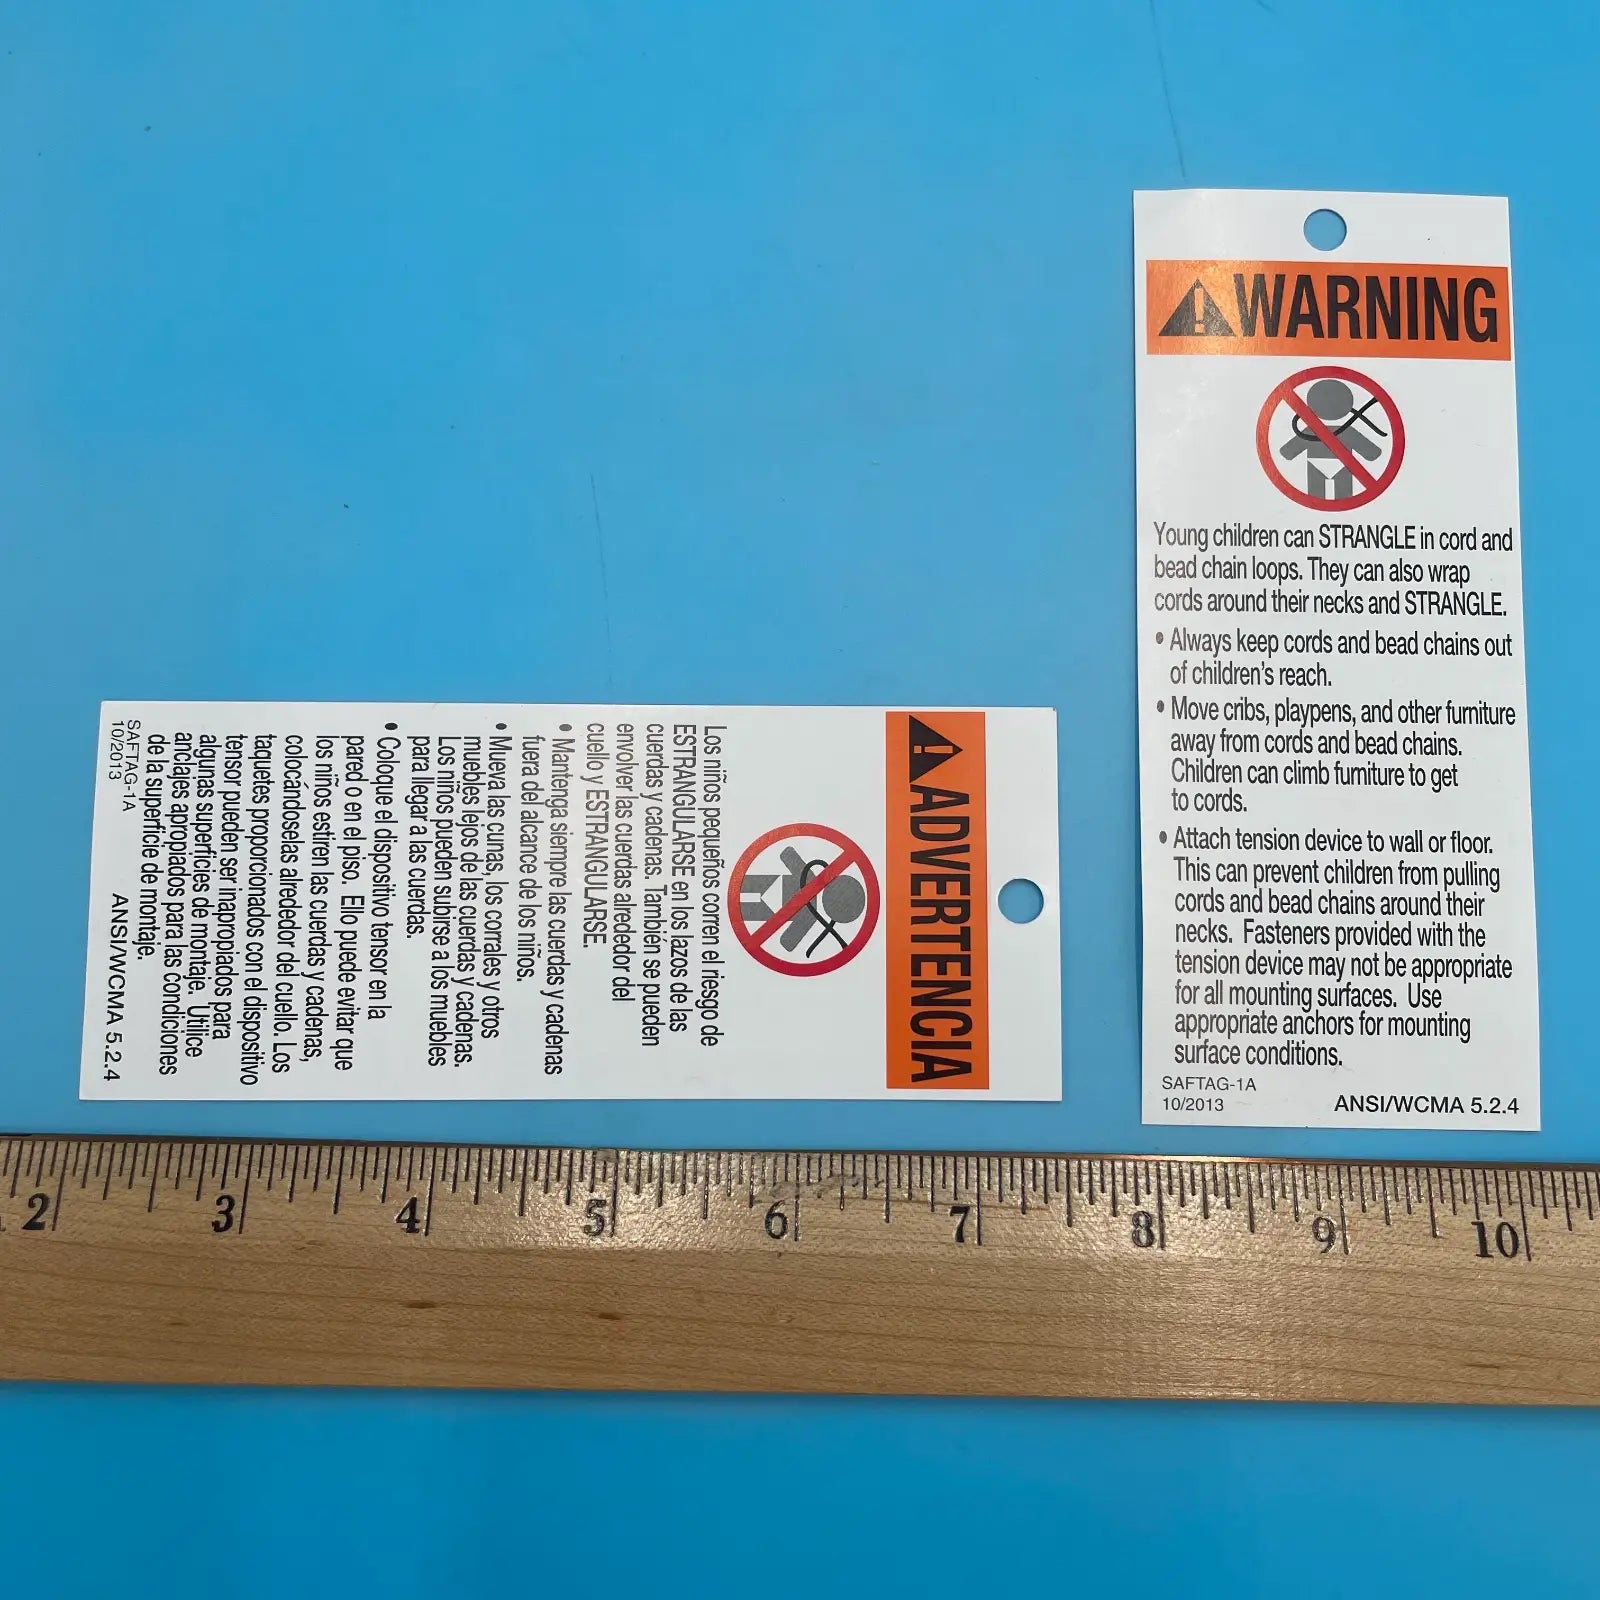 WARNING
Young children can STRANGLE in cord and
bead chain loops. They can also wrap
cords around their necks and STRANGLE.
• Always keep cords and bead chains out
of children's reach.
• Move cribs, playpens, and other furniture
away from cords and bead chains.
Children can climb furniture to get
to cords.
• Attach tension device to wall or floor.
This can prevent children from pulling
cords and bead chains around their
necks. Fasteners provided with the
tension device may not be appropriate
for all mounting surfaces. Use
appropriate anchors for mounting
surface conditions.
SAFTAG-1A
10/2013
ANSI/WCMA 5.2.4
ADVERTENCIA
Los niños pequeños corren el riesgo de
ESTRANGULARSE en los lazos de las
cuerdas y cadenas. También se pueden
envolver las cuerdas alrededor del
cuello y ESTRANGULARSE.
• Mantenga siempre las cuerdas y cadenas
fuera del alcance de los niños.
• Mueva las cunas, los corrales y otros
muebles lejos de las cuerdas y cadenas.
Los niños pueden subirse a los muebles
para llegar a las cuerdas.
• Coloque el dispositivo tensor en la
pared o en el piso. Ello puede evitar que
los niños estiren las cuerdas y cadenas,
colocándoselas alrededor del cuello. Los
taquetes proporcionados con el dispositivo
tensor pueden ser inapropiados para
algunas superficies de montaje. Utilice
anclajes apropiados para las condiciones
de la superficie de montaje.
SAFTAG-1A
10/2013
ANSI/WCMA 5.2.4
2 3 4 5 6 7 8 9 10